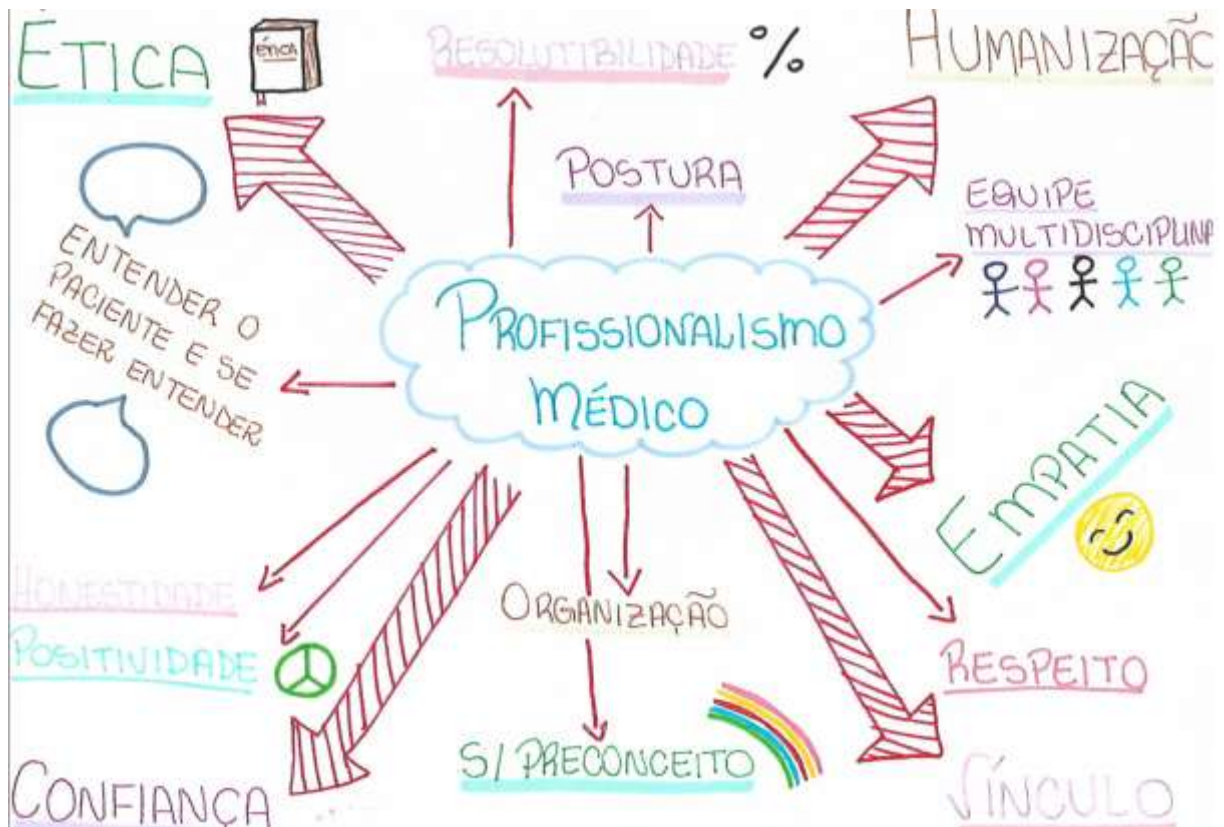 ÉTICA
ÉTICA
RESOLUTIBILIDADE %
HUMANIZAÇÃO
POSTURA
EQUIPE
MULTIDISCIPLINA
ENTENDER O
PACIENTE E SE
FAZER ENTENDER
PROFISSIONALISMO
MÉDICO
EMPATIA
HONESTIDADE
POSITIVIDADE
ORGANIZAÇÃO
RESPEITO
S/ PRECONCEITO
CONFIANÇA
VÍNCULO